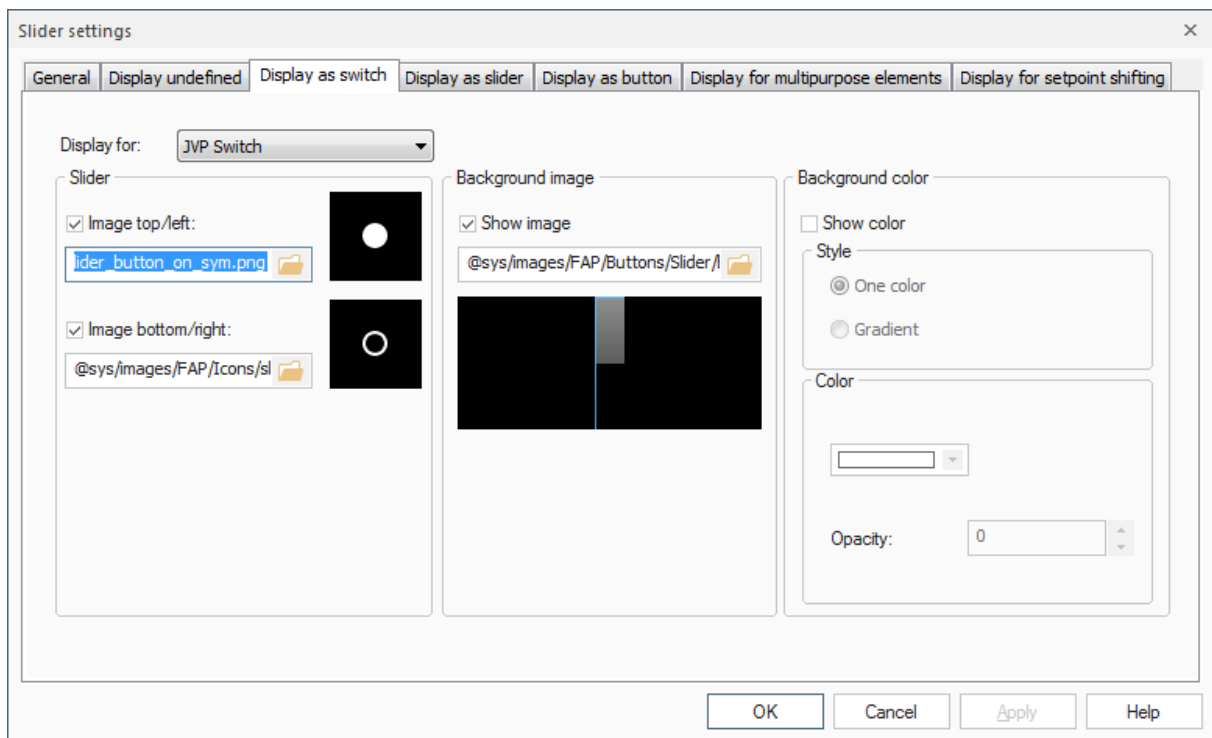 Slider settings
General Display undefined Display as switch Display as slider Display as button Display for multipurpose elements Display for setpoint shifting
Display for: JVP Switch
Slider
Image top/left:
lider_button_on_sym.png
Image bottom/right:
@sys/images/FAP/Icons/sl
Background image
Show image
@sys/images/FAP/Buttons/Slider/
Background color
Show color
Style
One color
Gradient
Color
Opacity: 0
OK Cancel Apply Help